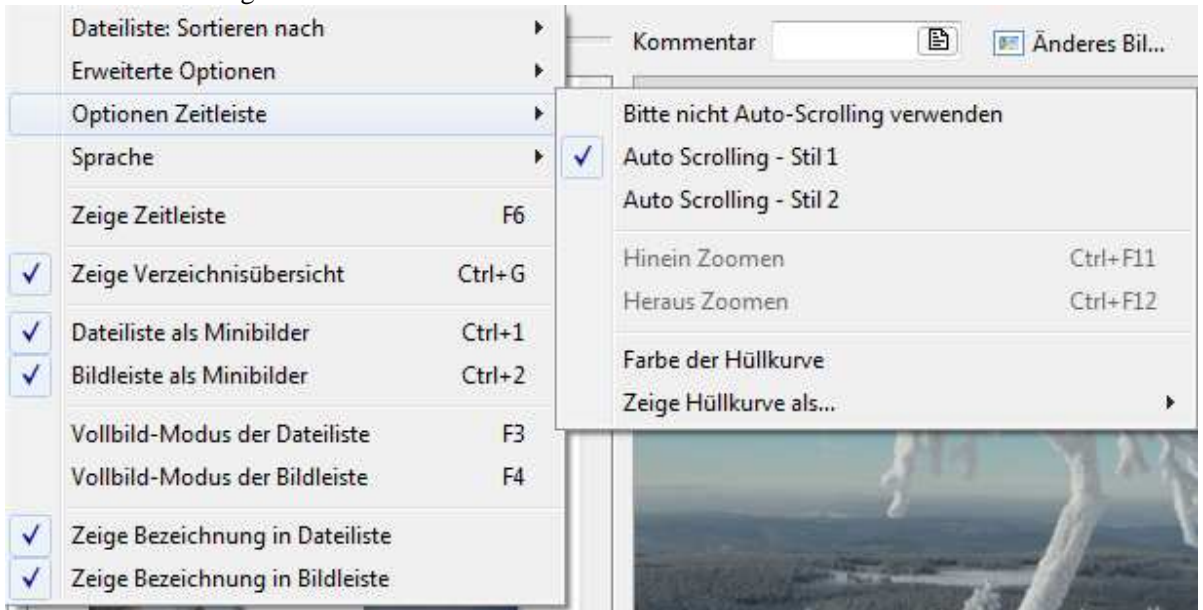 Dateiliste: Sortieren nach
Erweiterte Optionen
Optionen Zeitleiste
Sprache
Zeige Zeitleiste F6
Zeige Verzeichnisübersicht Ctrl+G
Dateiliste als Minibilder Ctrl+1
Bildleiste als Minibilder Ctrl+2
Vollbild-Modus der Dateiliste F3
Vollbild-Modus der Bildleiste F4
Zeige Bezeichnung in Dateiliste
Zeige Bezeichnung in Bildleiste
Kommentar
Änderes Bil...
Bitte nicht Auto-Scrolling verwenden
Auto Scrolling - Stil 1
Auto Scrolling - Stil 2
Hinein Zoomen Ctrl+F11
Heraus Zoomen Ctrl+F12
Farbe der Hüllkurve
Zeige Hüllkurve als...